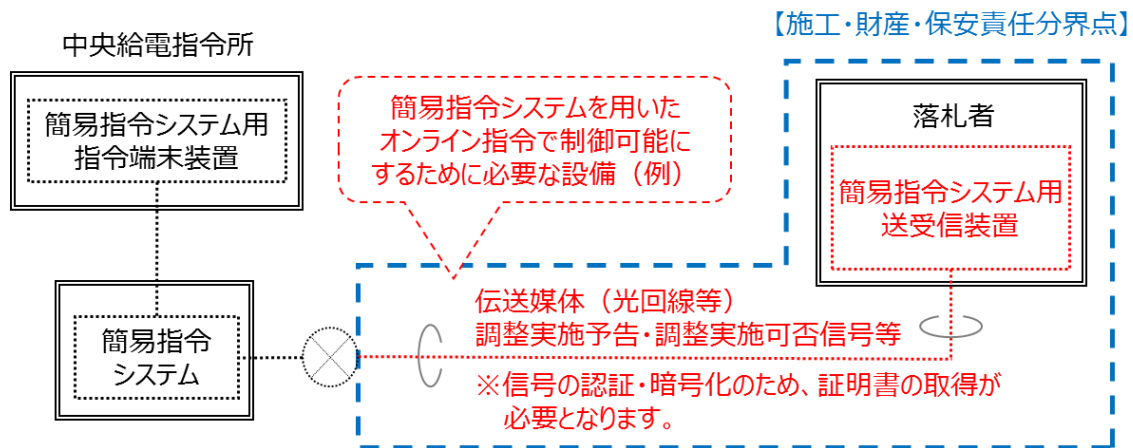 【施工・財産・保安責任分界点】
中央給電指令所
簡易指令システム用
指令端末装置
簡易指令システムを用いた
オンライン指令で制御可能に
するために必要な設備（例）
落札者
簡易指令システム用
送受信装置
簡易指令
システム
伝送媒体（光回線等）
調整実施予告・調整実施可否信号等
※信号の認証・暗号化のため、証明書の取得が
必要となります。